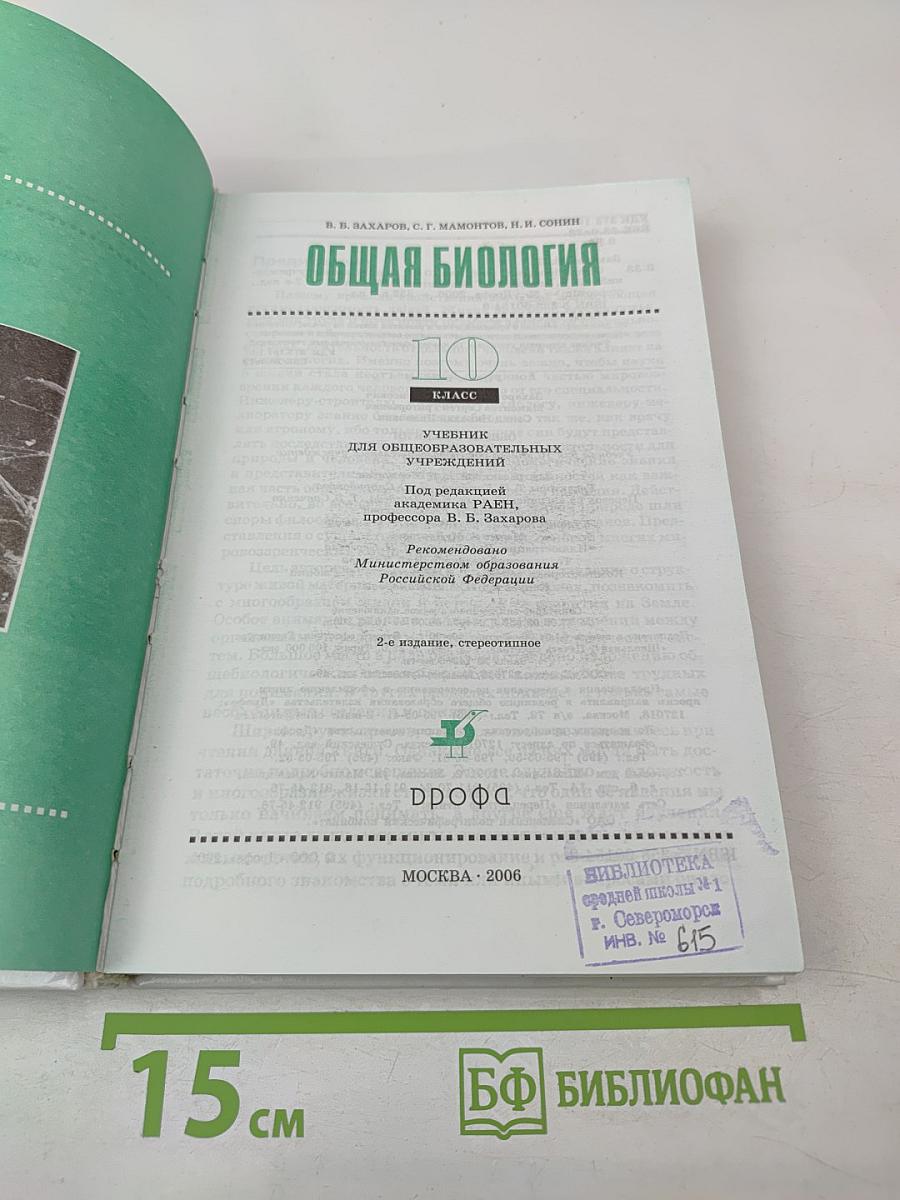 В. Б. ЗАХАРОВ, С. Г. МАМОНТОВ, Н. И. СОНИН
ОБЩАЯ БИОЛОГИЯ
10
КЛАСС
УЧЕБНИК
ДЛЯ ОБЩЕОБРАЗОВАТЕЛЬНЫХ
УЧРЕЖДЕНИЙ
Под редакцией
академика РАЕН,
профессора В. Б. Захарова
Рекомендовано
Министерством образования
Российской Федерации
2-е издание, стереотипное
дрофа
МОСКВА · 2006
БИБЛИОТЕКА
средней школы № 1
г. Североморск
ИНВ. № 615
15 см
БФ БИБЛИОФАН